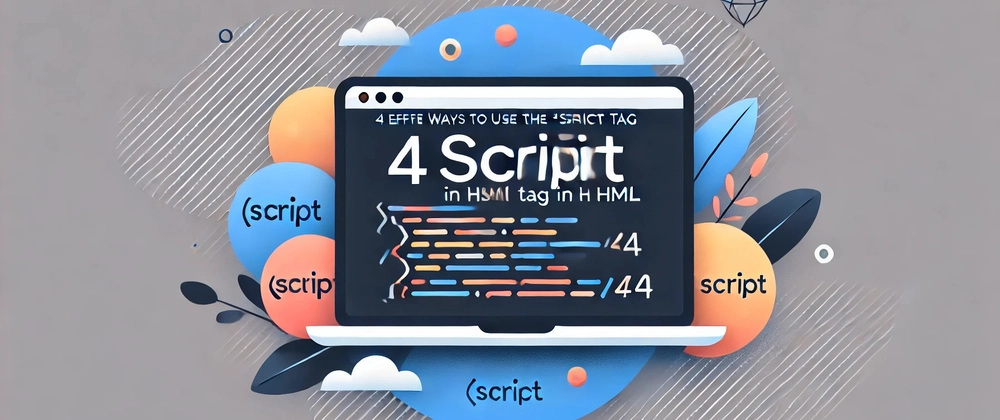 4 EFFE WAYS TO USE THE SRICT TAG
4 Script
in HSMl tag in H HML
(script
/44
(script
/44
script
(script